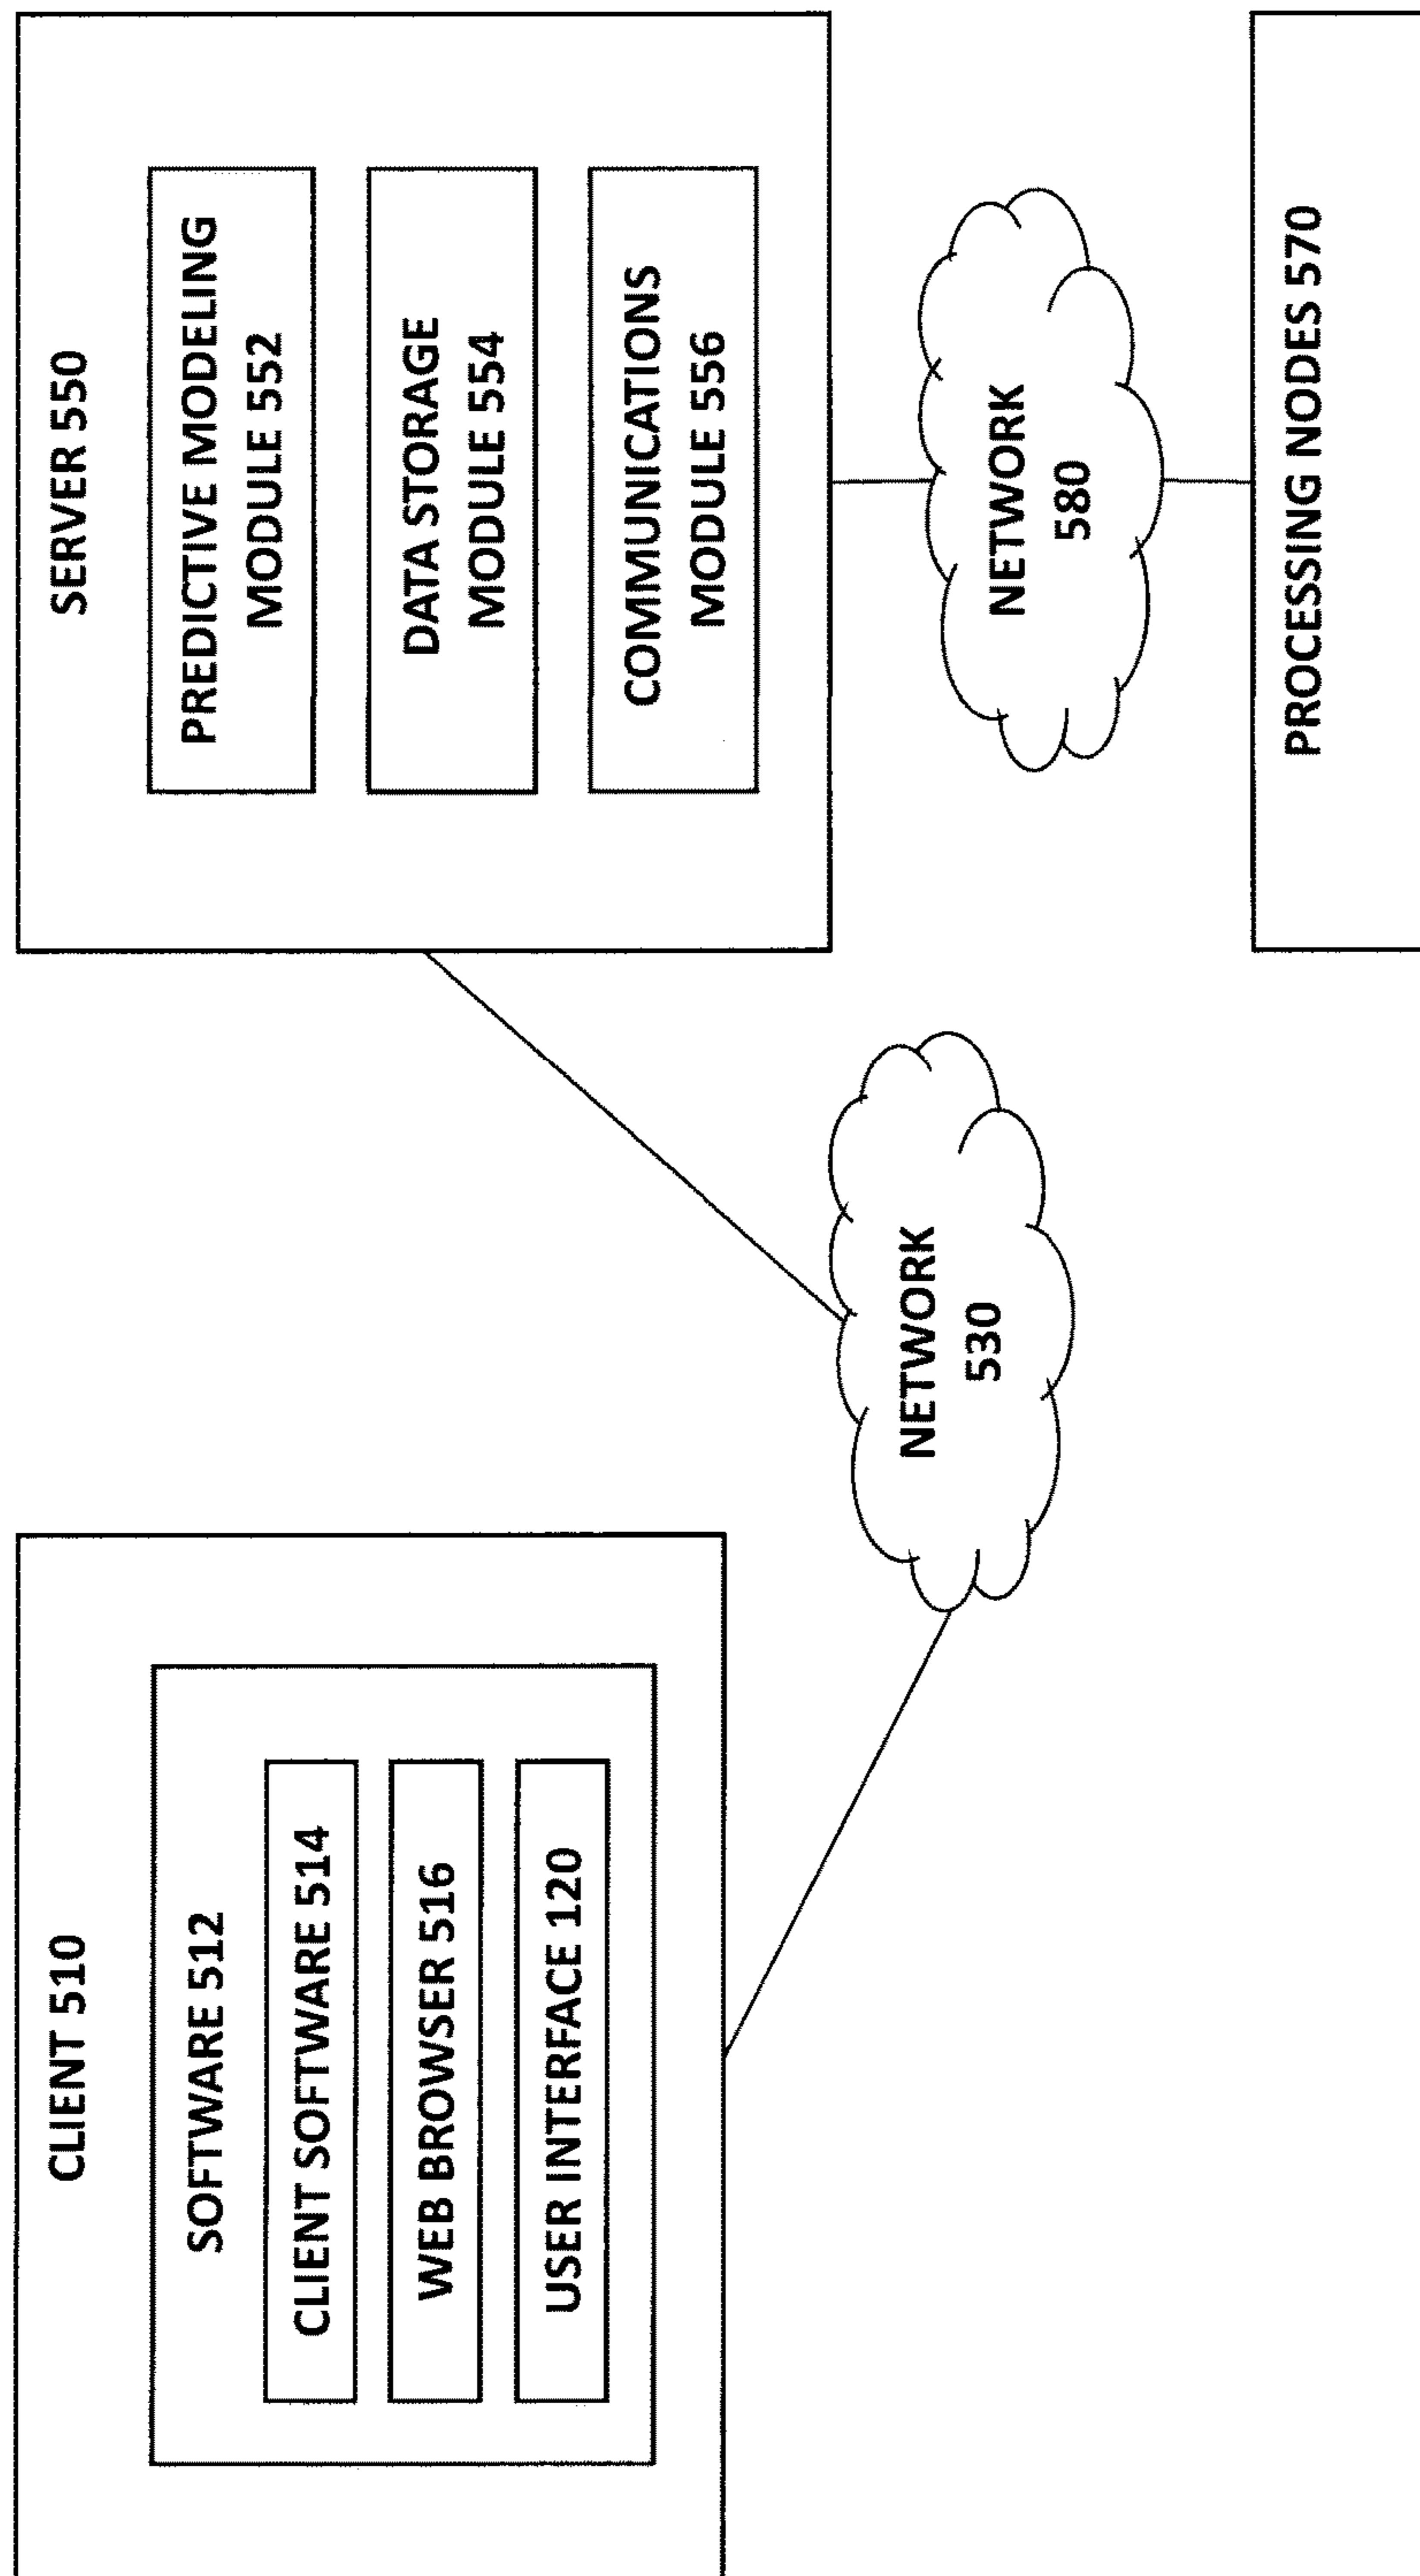 CLIENT 510
SOFTWARE 512
CLIENT SOFTWARE 514
WEB BROWSER 516
USER INTERFACE 120
NETWORK
530
SERVER 550
PREDICTIVE MODELING
MODULE 552
DATA STORAGE
MODULE 554
COMMUNICATIONS
MODULE 556
NETWORK
580
PROCESSING NODES 570